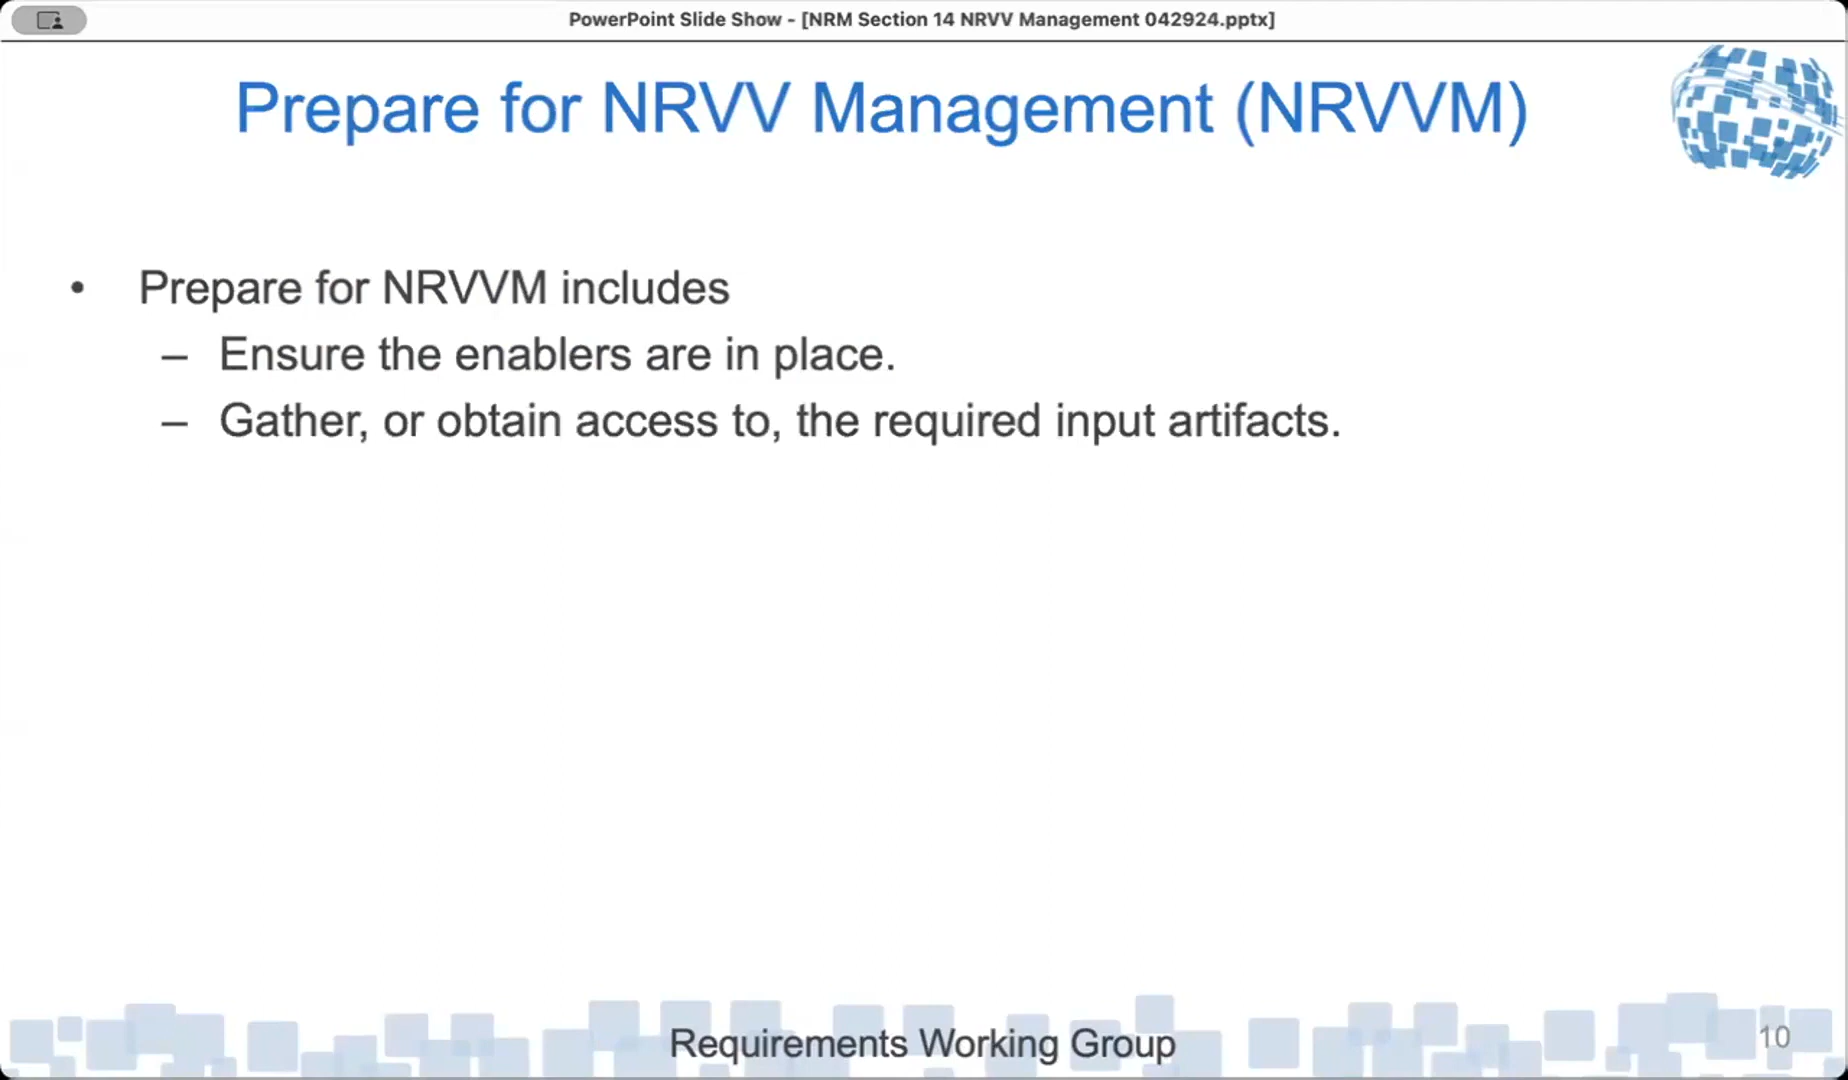 PowerPoint Slide Show - [NRM Section 14 NRVV Management 042924.pptx]
Prepare for NRVV Management (NRVVM)
• Prepare for NRVVM includes
– Ensure the enablers are in place.
– Gather, or obtain access to, the required input artifacts.
Requirements Working Group
10